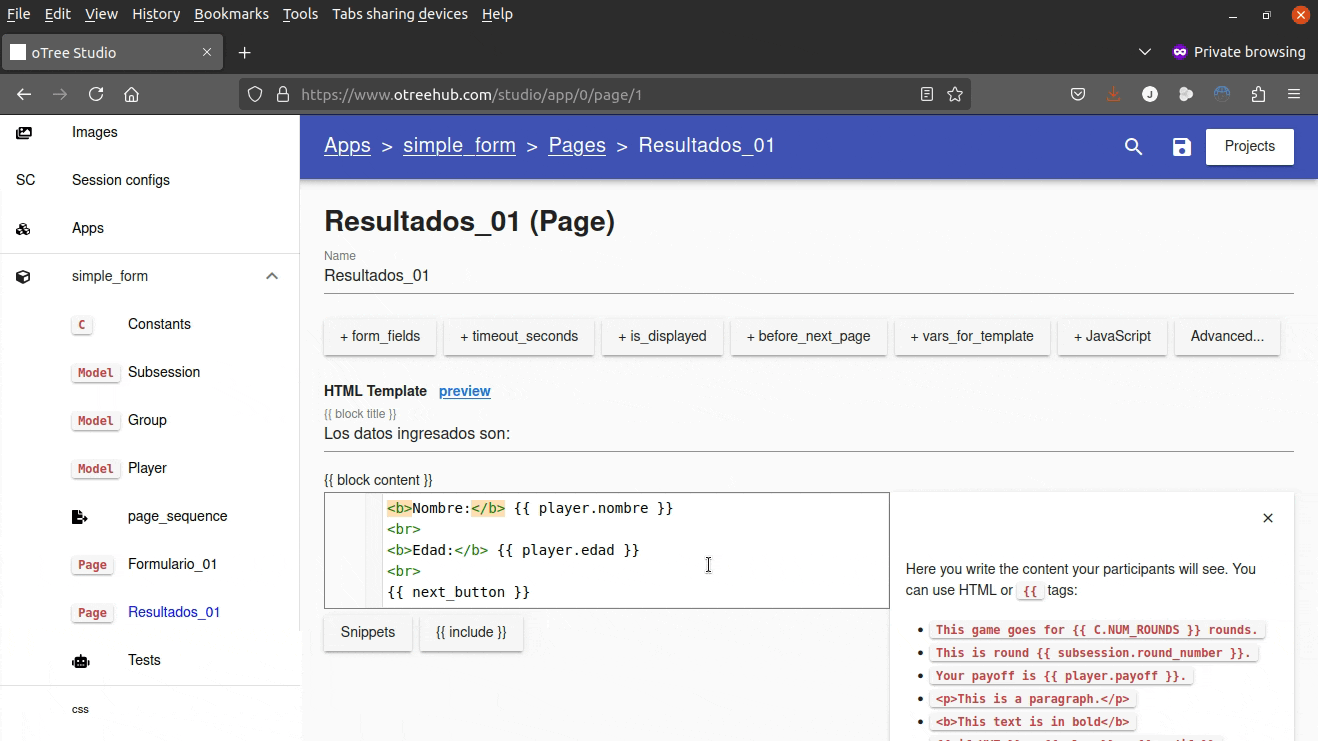 File Edit View History Bookmarks Tools Tabs sharing devices Help
oTree Studio
Private browsing
https://www.otreehub.com/studio/app/0/page/1
J
Images
SC Session configs
Apps
simple_form
C Constants
Model Subsession
Model Group
Model Player
page_sequence
Page Formulario_01
Page Resultados_01
Tests
css
Apps > simple_form > Pages > Resultados_01
Projects
Resultados_01 (Page)
Name
Resultados_01
+ form_fields + timeout_seconds + is_displayed + before_next_page + vars_for_template + JavaScript Advanced...
HTML Template preview
{{ block title }}
Los datos ingresados son:
{{ block content }}
<b>Nombre:</b> {{ player.nombre }}
<br>
<b>Edad:</b> {{ player.edad }}
<br>
{{ next_button }}
Snippets {{ include }}
Here you write the content your participants will see. You
can use HTML or {{ tags:
• This game goes for {{ C.NUM_ROUNDS }} rounds.
• This is round {{ subsession.round_number }}.
• Your payoff is {{ player.payoff }}.
• <p>This is a paragraph.</p>
• <b>This text is in bold</b>